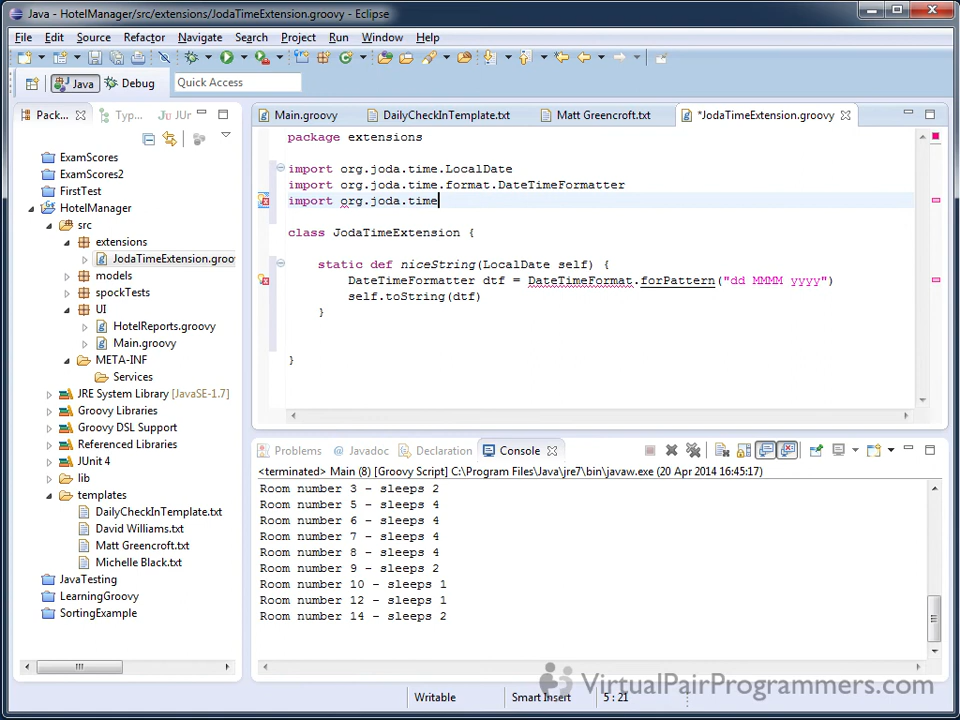 Java - HotelManager/src/extensions/JodaTimeExtension.groovy - Eclipse
File Edit Source Refactor Navigate Search Project Run Window Help
Java Debug Quick Access
Pack... Typ... JUr
ExamScores
ExamScores2
FirstTest
HotelManager
src
extensions
JodaTimeExtension.groo
models
spockTests
UI
HotelReports.groovy
Main.groovy
META-INF
Services
JRE System Library [JavaSE-1.7]
Groovy Libraries
Groovy DSL Support
Referenced Libraries
JUnit 4
lib
templates
DailyCheckInTemplate.txt
David Williams.txt
Matt Greencroft.txt
Michelle Black.txt
JavaTesting
LearningGroovy
SortingExample
Main.groovy DailyCheckInTemplate.txt Matt Greencroft.txt *JodaTimeExtension.groovy
package extensions
import org.joda.time.LocalDate
import org.joda.time.format.DateTimeFormatter
import org.joda.time
class JodaTimeExtension {
static def niceString(LocalDate self) {
DateTimeFormatter dtf = DateTimeFormat.forPattern("dd MMMM yyyy")
self.toString(dtf)
}
}
Problems @ Javadoc Declaration Console
<terminated> Main (8) [Groovy Script] C:\Program Files\Java\jre7\bin\javaw.exe (20 Apr 2014 16:45:17)
Room number 3 - sleeps 2
Room number 5 - sleeps 4
Room number 6 - sleeps 4
Room number 7 - sleeps 4
Room number 8 - sleeps 4
Room number 9 - sleeps 2
Room number 10 - sleeps 1
Room number 12 - sleeps 1
Room number 14 - sleeps 2
VirtualPairProgrammers.com
Writable Smart Insert 5 : 21